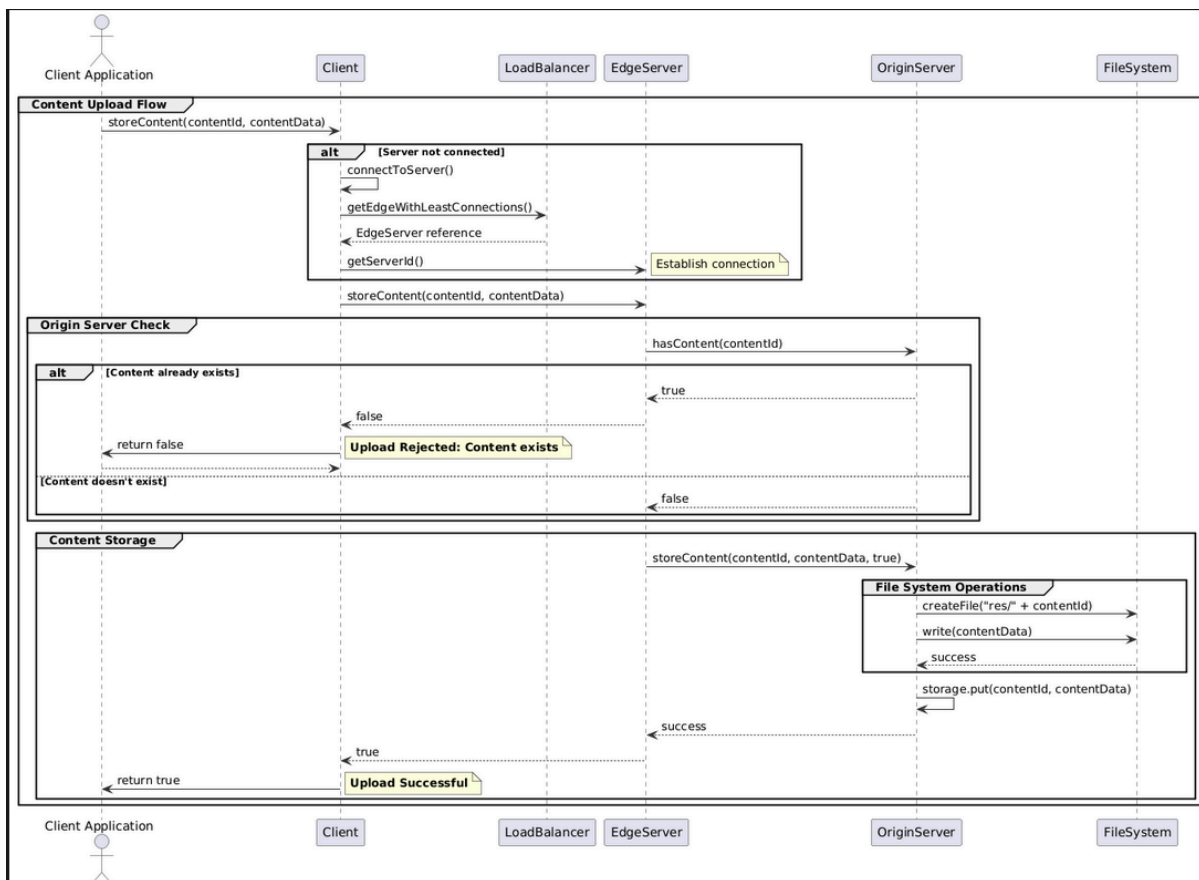 Client Application
Client
LoadBalancer
EdgeServer
OriginServer
FileSystem
Content Upload Flow
storeContent(contentId, contentData)
alt [Server not connected]
connectToServer()
getEdgeWithLeastConnections()
EdgeServer reference
getServerId()
Establish connection
storeContent(contentId, contentData)
Origin Server Check
hasContent(contentId)
alt [Content already exists]
true
false
return false
Upload Rejected: Content exists
[Content doesn't exist]
false
Content Storage
storeContent(contentId, contentData, true)
File System Operations
createFile("res/" + contentId)
write(contentData)
success
storage.put(contentId, contentData)
success
true
return true
Upload Successful
Client Application
Client
LoadBalancer
EdgeServer
OriginServer
FileSystem